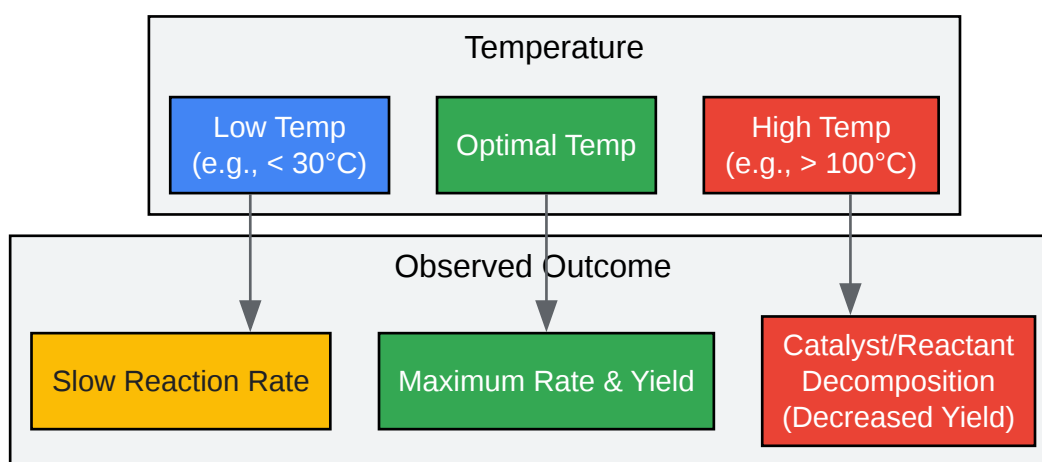 Temperature
Low Temp
(e.g., < 30°C)
Optimal Temp
High Temp
(e.g., > 100°C)
Observed Outcome
Slow Reaction Rate
Maximum Rate & Yield
Catalyst/Reactant
Decomposition
(Decreased Yield)